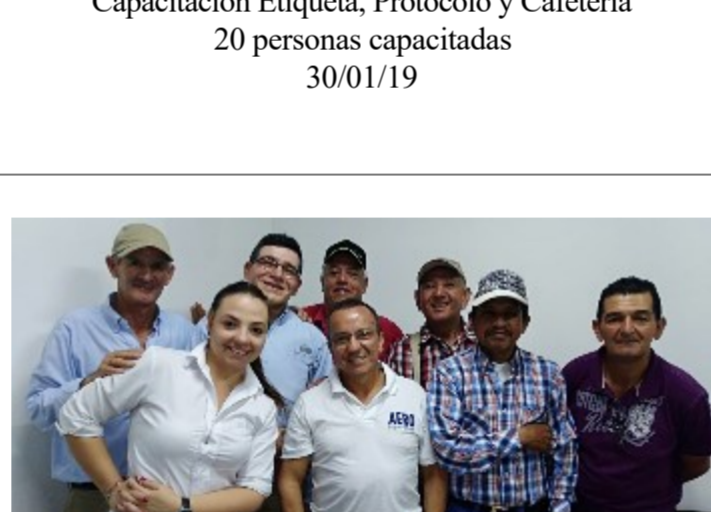 Capacitación Etiqueta, Protocolo y Cafetería
20 personas capacitadas
30/01/19
AERO